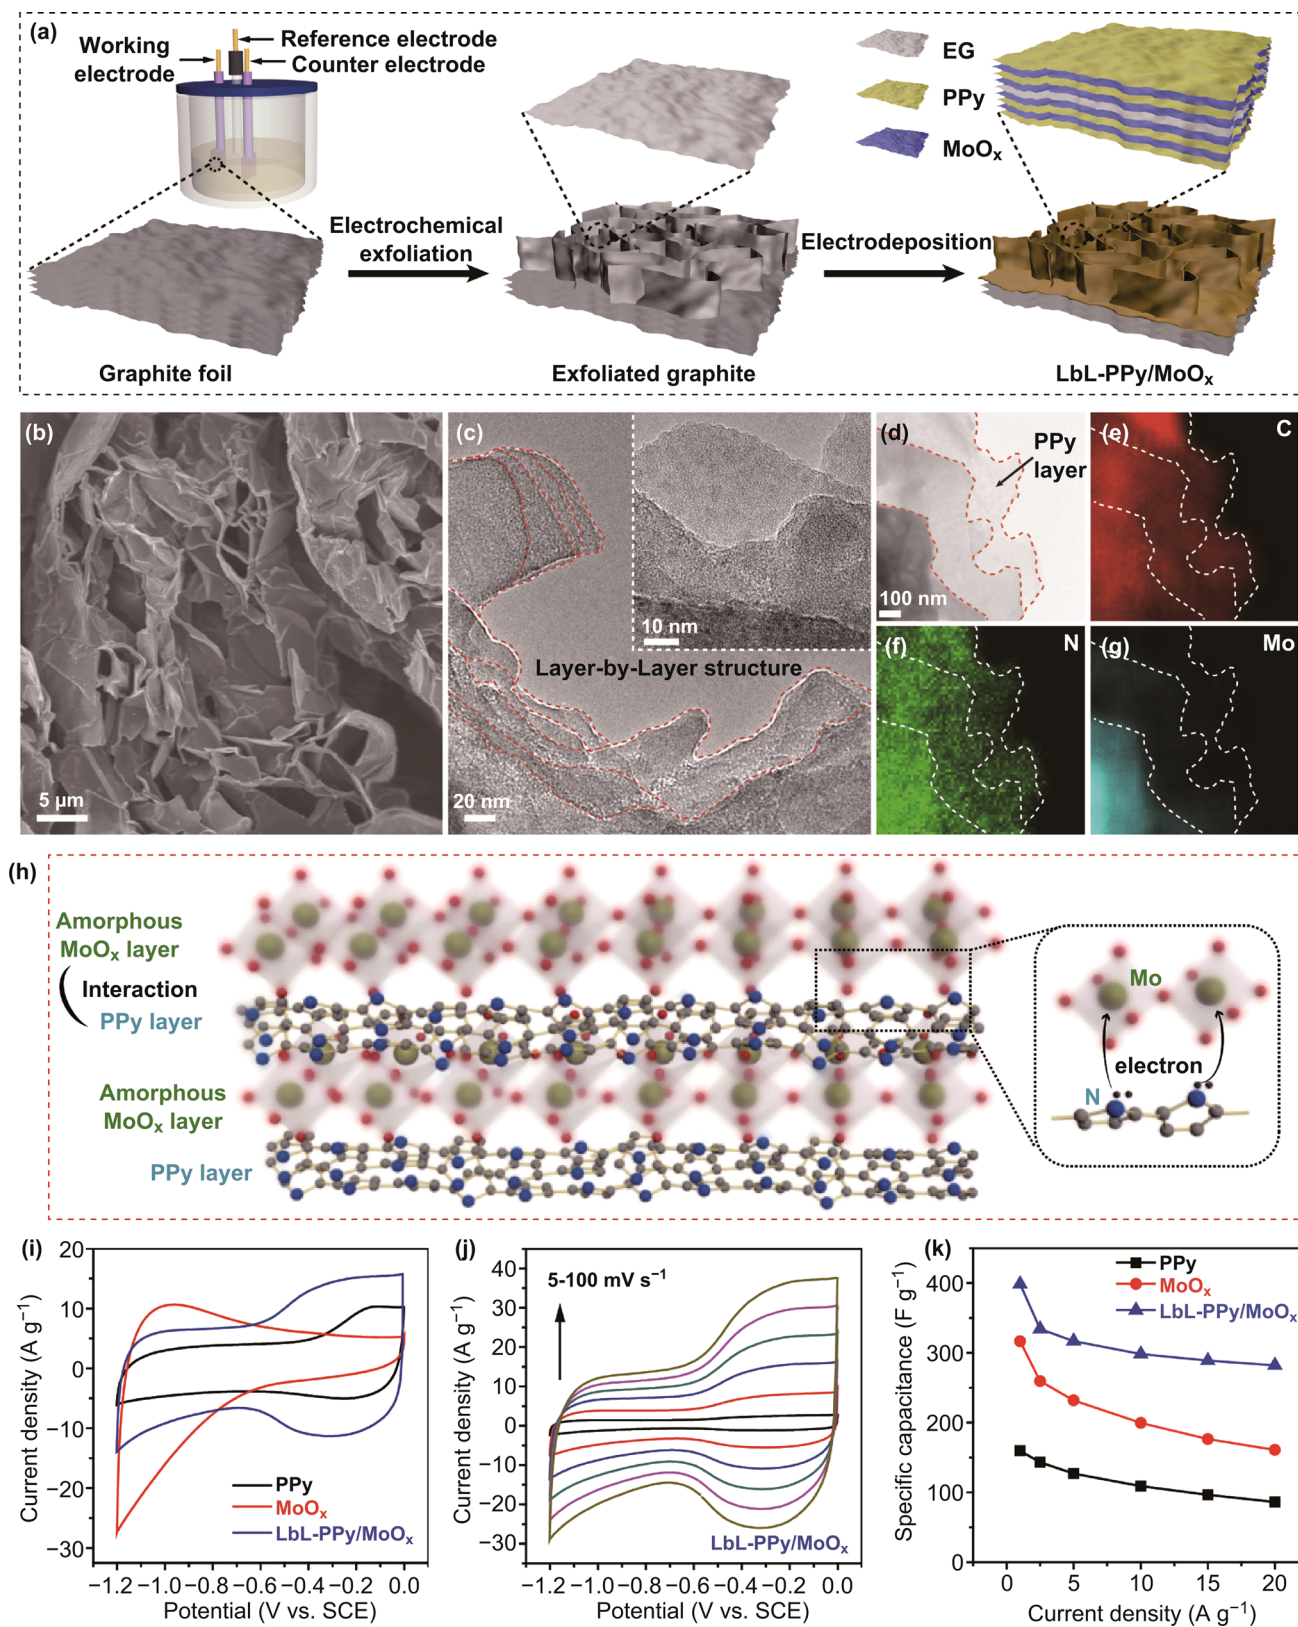 (a)
Working
electrode
Reference electrode
Counter electrode
EG
PPy
MoOₓ
Electrochemical
exfoliation
Electrodeposition
Graphite foil
Exfoliated graphite
LbL-PPy/MoOₓ
(b)
5 µm
(c)
10 nm
Layer-by-Layer structure
20 nm
(d)
PPy
layer
100 nm
(e)
C
(f)
N
(g)
Mo
(h)
Amorphous
MoOₓ layer
Interaction
PPy layer
Amorphous
MoOₓ layer
PPy layer
Mo
electron
N
(i)
20
10
0
−10
−20
−30
Current density (A g⁻¹)
PPy
MoOₓ
LbL-PPy/MoOₓ
−1.2 −1.0 −0.8 −0.6 −0.4 −0.2 0.0
Potential (V vs. SCE)
(j)
40
30
20
10
0
−10
−20
−30
Current density (A g⁻¹)
5-100 mV s⁻¹
LbL-PPy/MoOₓ
−1.2 −1.0 −0.8 −0.6 −0.4 −0.2 0.0
Potential (V vs. SCE)
(k)
400
300
200
100
0
Specific capacitance (F g⁻¹)
PPy
MoOₓ
LbL-PPy/MoOₓ
0 5 10 15 20
Current density (A g⁻¹)